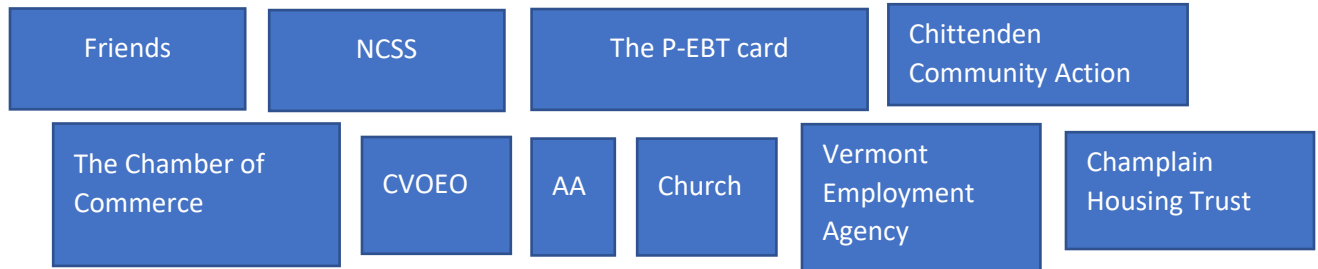 Friends
NCSS
The P-EBT card
Chittenden
Community Action
The Chamber of
Commerce
CVOEO
AA
Church
Vermont
Employment
Agency
Champlain
Housing Trust